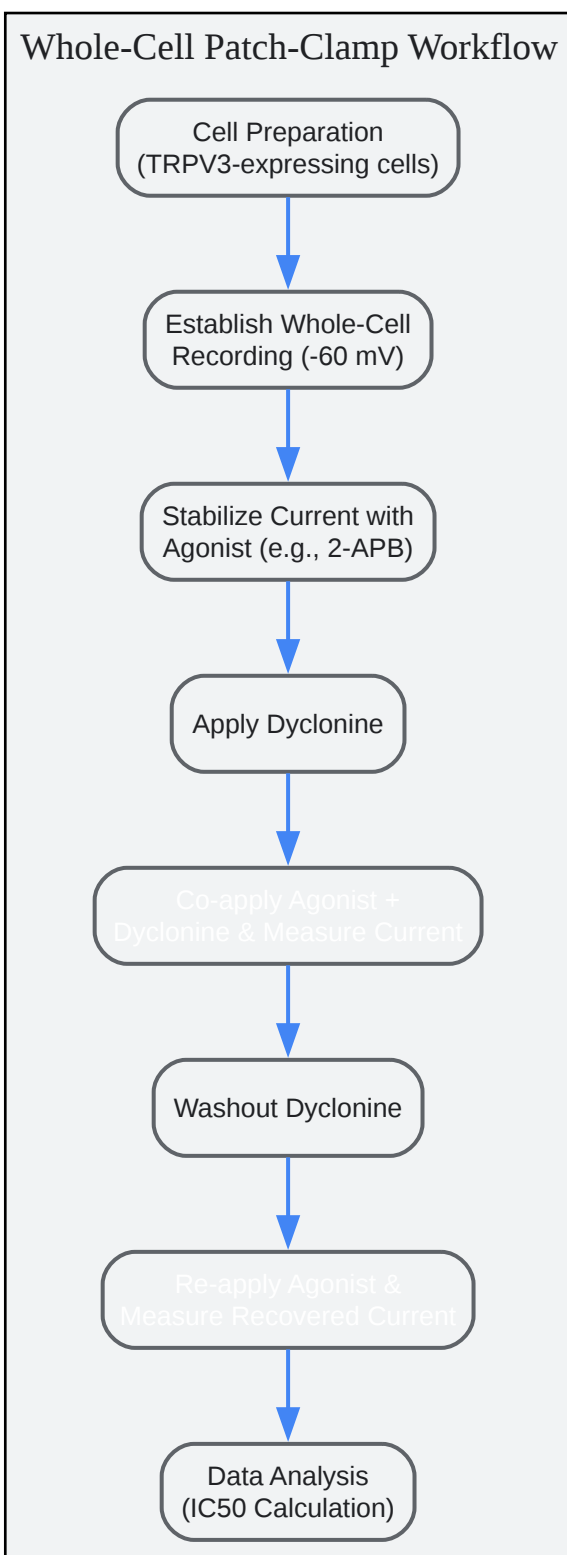 Whole-Cell Patch-Clamp Workflow
Cell Preparation
(TRPV3-expressing cells)
Establish Whole-Cell
Recording (-60 mV)
Stabilize Current with
Agonist (e.g., 2-APB)
Apply Dyclonine
Co-apply Agonist +
Dyclonine & Measure Current
Washout Dyclonine
Re-apply Agonist &
Measure Recovered Current
Data Analysis
(IC50 Calculation)